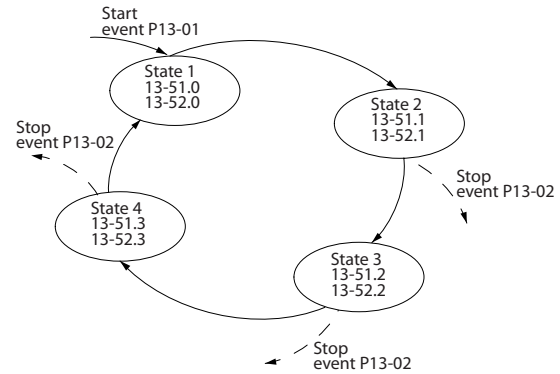 Start
event P13-01
State 1
13-51.0
13-52.0
State 2
13-51.1
13-52.1
Stop
event P13-02
Stop
event P13-02
State 4
13-51.3
13-52.3
State 3
13-51.2
13-52.2
Stop
event P13-02